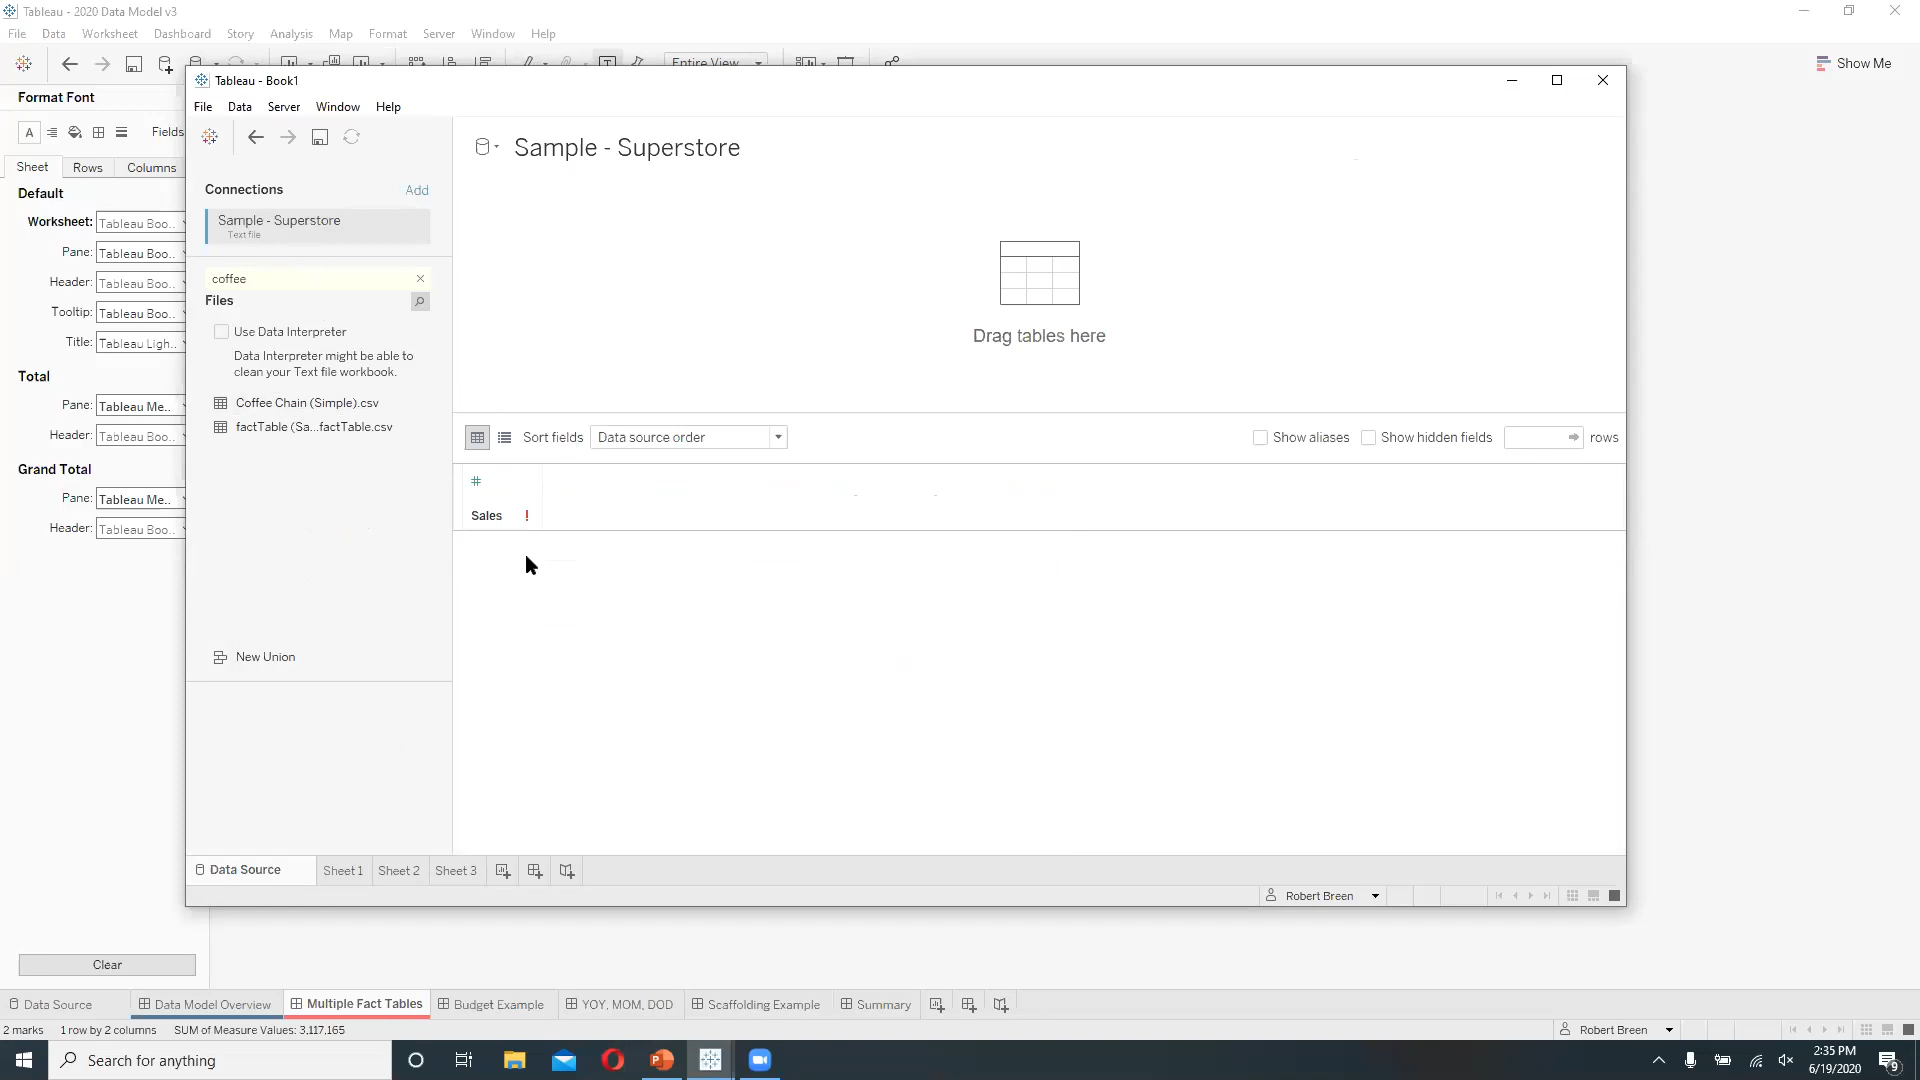 Tableau - 2020 Data Model v3
File Data Worksheet Dashboard Story Analysis Map Format Server Window Help
Entire View
Show Me
Format Font
Fields
Sheet Rows Columns
Default
Worksheet: Tableau Boo..
Pane: Tableau Boo..
Header: Tableau Boo..
Tooltip: Tableau Boo..
Title: Tableau Ligh..
Total
Pane: Tableau Me..
Header: Tableau Boo..
Grand Total
Pane: Tableau Me..
Header: Tableau Boo..
Clear
Tableau - Book1
File Data Server Window Help
Connections Add
Sample - Superstore
Text file
coffee
Files
Use Data Interpreter
Data Interpreter might be able to
clean your Text file workbook.
Coffee Chain (Simple).csv
factTable (Sa...factTable.csv
New Union
Sample - Superstore
Drag tables here
Sort fields Data source order Show aliases Show hidden fields rows
#
Sales !
Data Source Sheet 1 Sheet 2 Sheet 3
Robert Breen
Data Source Data Model Overview Multiple Fact Tables Budget Example YOY, MOM, DOD Scaffolding Example Summary
2 marks 1 row by 2 columns SUM of Measure Values: 3,117,165
Robert Breen
Search for anything
2:35 PM
6/19/2020
9